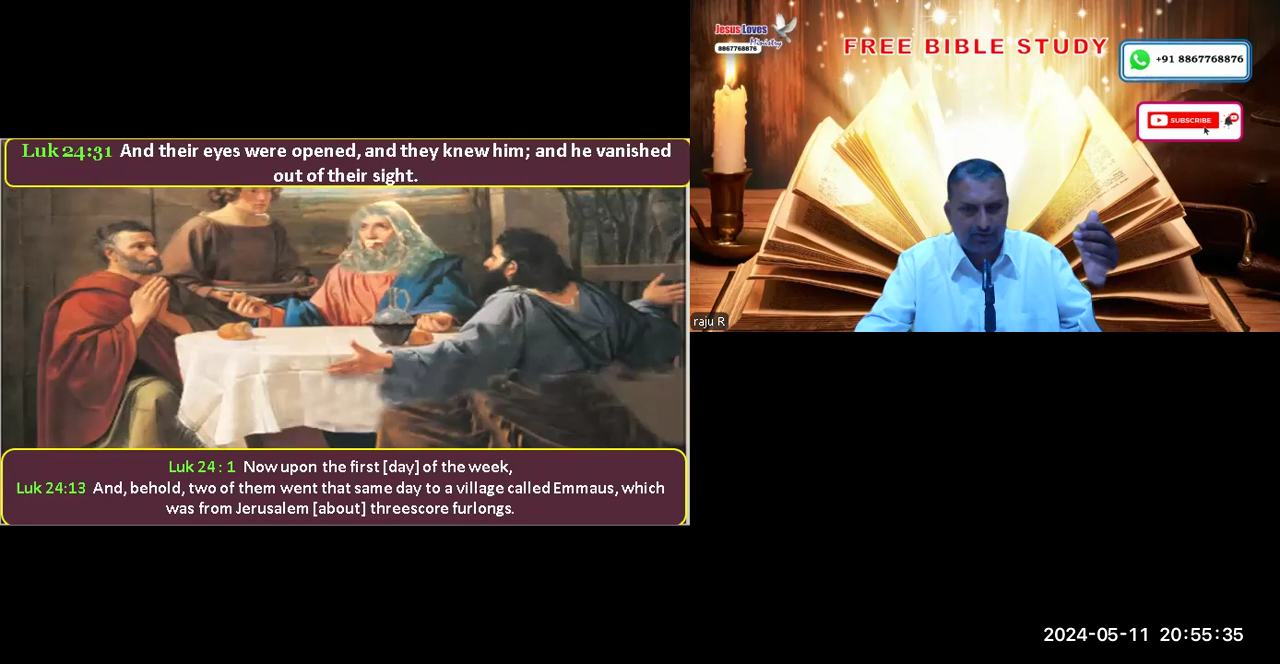 Luk 24:31 And their eyes were opened, and they knew him; and he vanished
out of their sight.
Luk 24 : 1 Now upon the first [day] of the week,
Luk 24:13 And, behold, two of them went that same day to a village called Emmaus, which
was from Jerusalem [about] threescore furlongs.
Jesus Loves
Ministry
8867768876
FREE BIBLE STUDY
+91 8867768876
SUBSCRIBE
raju R
2024-05-11 20:55:35